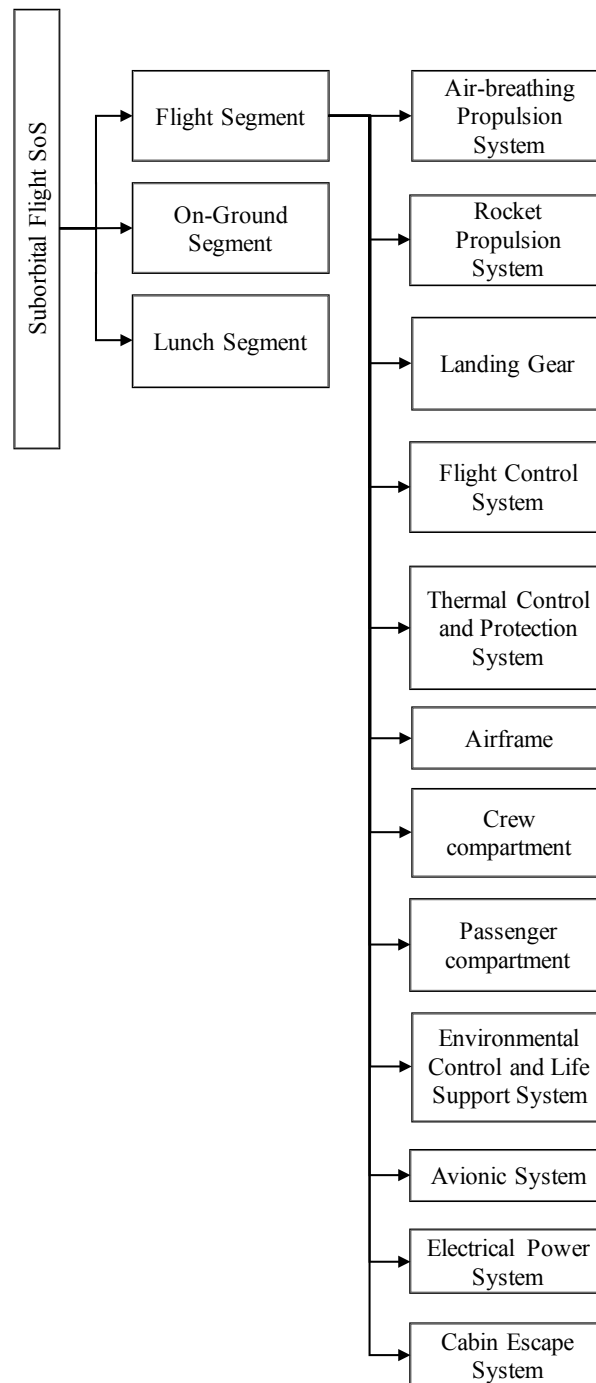 Suborbital Flight SoS
Flight Segment
On-Ground
Segment
Lunch Segment
Air-breathing
Propulsion
System
Rocket
Propulsion
System
Landing Gear
Flight Control
System
Thermal Control
and Protection
System
Airframe
Crew
compartment
Passenger
compartment
Environmental
Control and Life
Support System
Avionic System
Electrical Power
System
Cabin Escape
System